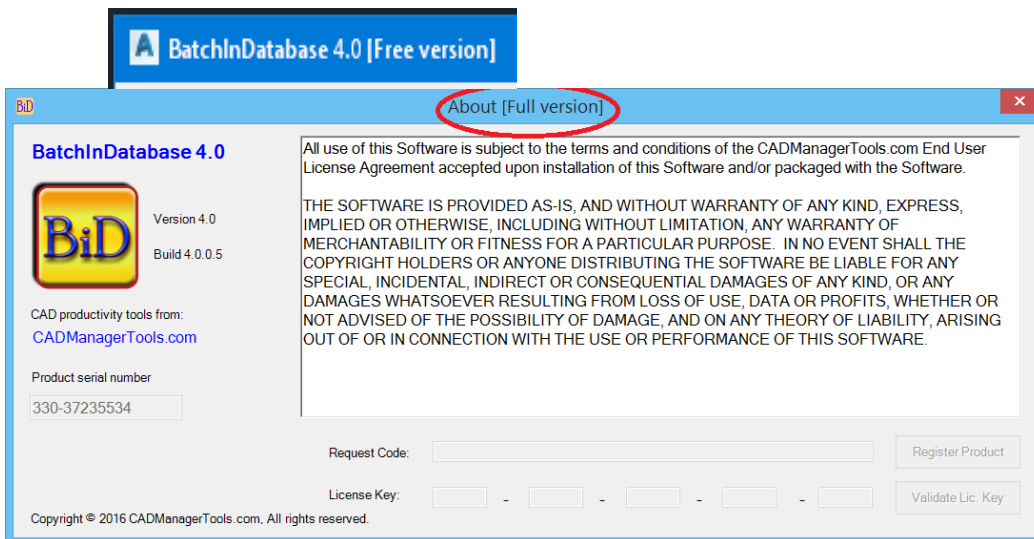 BatchInDatabase 4.0 [Free version]
BiD
About [Full version]
BatchInDatabase 4.0
BiD
Version 4.0
Build 4.0.0.5
CAD productivity tools from:
CADManagerTools.com
Product serial number
330-37235534
All use of this Software is subject to the terms and conditions of the CADManagerTools.com End User
License Agreement accepted upon installation of this Software and/or packaged with the Software.
THE SOFTWARE IS PROVIDED AS-IS, AND WITHOUT WARRANTY OF ANY KIND, EXPRESS,
IMPLIED OR OTHERWISE, INCLUDING WITHOUT LIMITATION, ANY WARRANTY OF
MERCHANTABILITY OR FITNESS FOR A PARTICULAR PURPOSE.  IN NO EVENT SHALL THE
COPYRIGHT HOLDERS OR ANYONE DISTRIBUTING THE SOFTWARE BE LIABLE FOR ANY
SPECIAL, INCIDENTAL, INDIRECT OR CONSEQUENTIAL DAMAGES OF ANY KIND, OR ANY
DAMAGES WHATSOEVER RESULTING FROM LOSS OF USE, DATA OR PROFITS, WHETHER OR
NOT ADVISED OF THE POSSIBILITY OF DAMAGE, AND ON ANY THEORY OF LIABILITY, ARISING
OUT OF OR IN CONNECTION WITH THE USE OR PERFORMANCE OF THIS SOFTWARE.
Request Code:
Register Product
License Key:
- - - -
Validate Lic. Key
Copyright © 2016 CADManagerTools.com, All rights reserved.